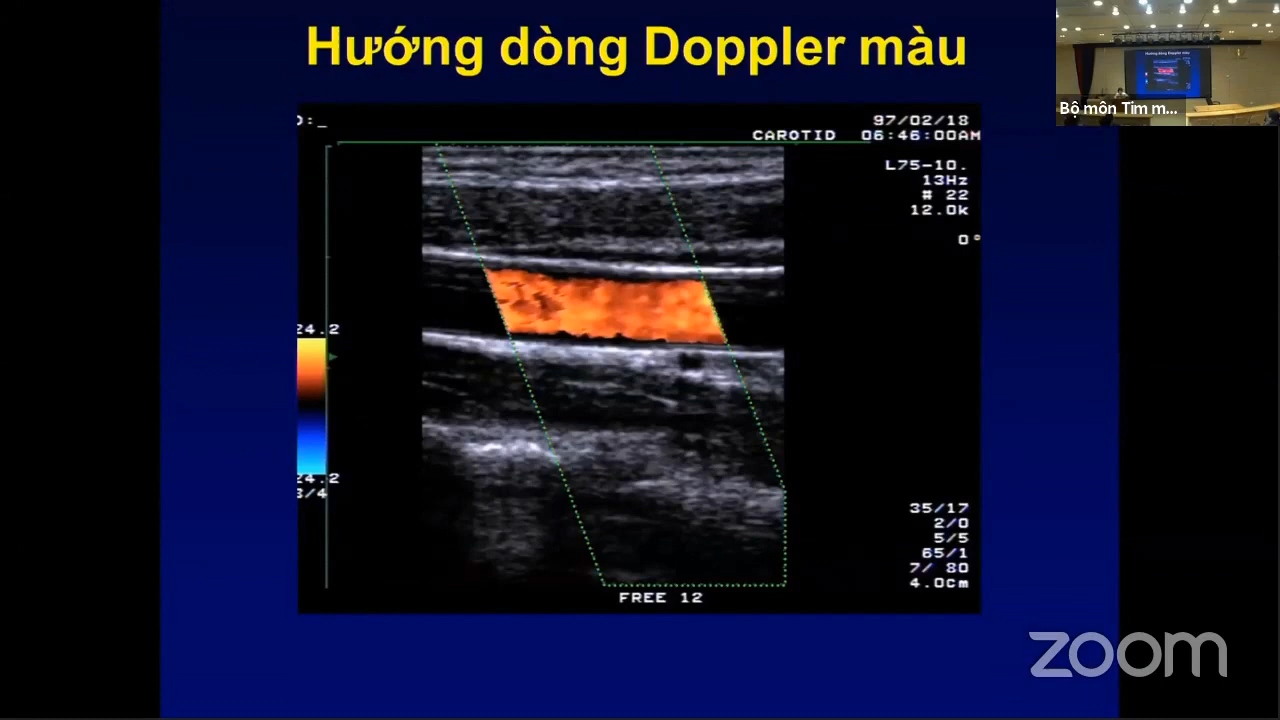 Hướng dòng Doppler màu
Bộ môn Tim m...
97/02/18
CAROTID 06:46:00AM
L75-10.
13Hz
# 22
12.0k
0°
24.2
24.2
3/4
35/17
2/0
5/5
65/1
7/ 80
4.0cm
FREE 12
zoom